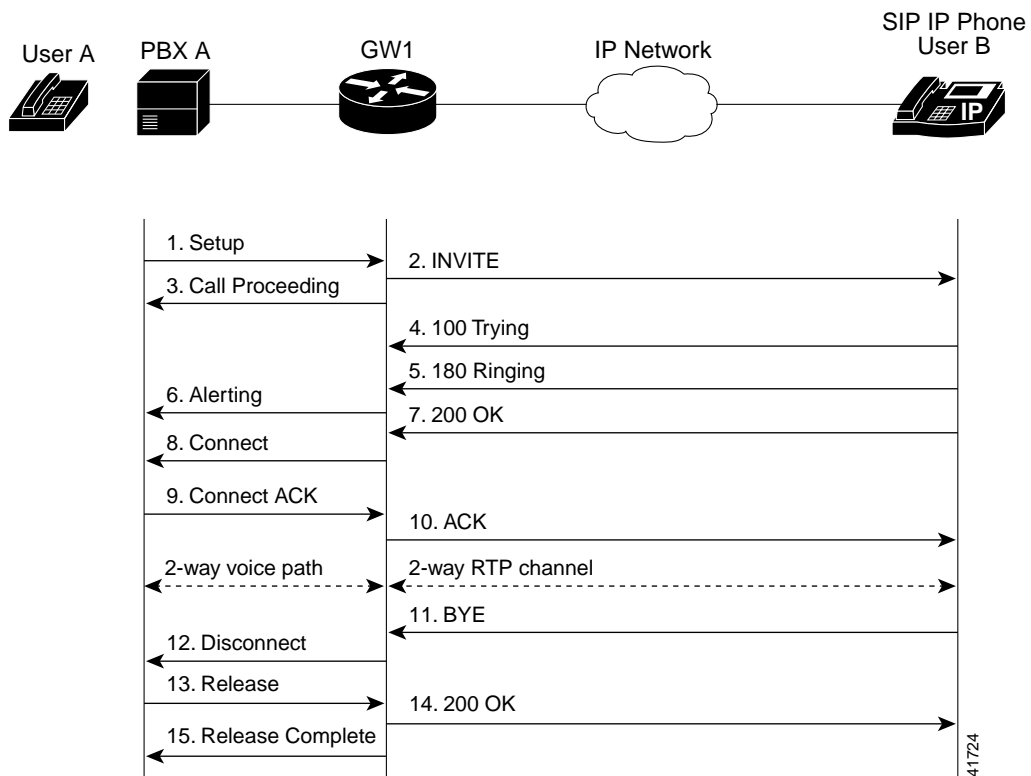 User A
PBX A
GW1
IP Network
SIP IP Phone
User B
IP
1. Setup
2. INVITE
3. Call Proceeding
4. 100 Trying
5. 180 Ringing
6. Alerting
7. 200 OK
8. Connect
9. Connect ACK
10. ACK
2-way voice path
2-way RTP channel
11. BYE
12. Disconnect
13. Release
14. 200 OK
15. Release Complete
41724